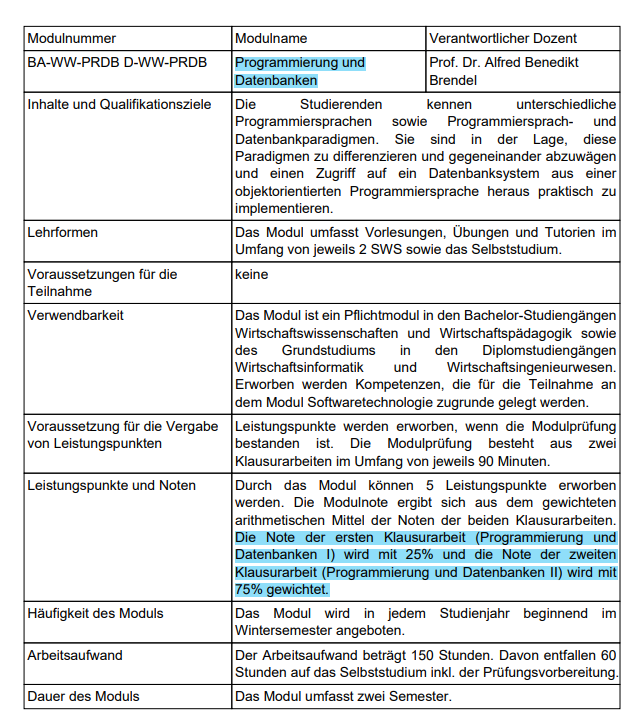 Modulnummer
Modulname
Verantwortlicher Dozent
BA-WW-PRDB D-WW-PRDB
Programmierung und
Datenbanken
Prof. Dr. Alfred Benedikt
Brendel
Inhalte und Qualifikationsziele
Die Studierenden kennen unterschiedliche
Programmiersprachen sowie Programmiersprach- und
Datenbankparadigmen. Sie sind in der Lage, diese
Paradigmen zu differenzieren und gegeneinander abzuwägen
und einen Zugriff auf ein Datenbanksystem aus einer
objektorientierten Programmiersprache heraus praktisch zu
implementieren.
Lehrformen
Das Modul umfasst Vorlesungen, Übungen und Tutorien im
Umfang von jeweils 2 SWS sowie das Selbststudium.
Voraussetzungen für die
Teilnahme
keine
Verwendbarkeit
Das Modul ist ein Pflichtmodul in den Bachelor-Studiengängen
Wirtschaftswissenschaften und Wirtschaftspädagogik sowie
des Grundstudiums in den Diplomstudiengängen
Wirtschaftsinformatik und Wirtschaftsingenieurwesen.
Erworben werden Kompetenzen, die für die Teilnahme an
dem Modul Softwaretechnologie zugrunde gelegt werden.
Voraussetzung für die Vergabe
von Leistungspunkten
Leistungspunkte werden erworben, wenn die Modulprüfung
bestanden ist. Die Modulprüfung besteht aus zwei
Klausurarbeiten im Umfang von jeweils 90 Minuten.
Leistungspunkte und Noten
Durch das Modul können 5 Leistungspunkte erworben
werden. Die Modulnote ergibt sich aus dem gewichteten
arithmetischen Mittel der Noten der beiden Klausurarbeiten.
Die Note der ersten Klausurarbeit (Programmierung und
Datenbanken I) wird mit 25% und die Note der zweiten
Klausurarbeit (Programmierung und Datenbanken II) wird mit
75% gewichtet.
Häufigkeit des Moduls
Das Modul wird in jedem Studienjahr beginnend im
Wintersemester angeboten.
Arbeitsaufwand
Der Arbeitsaufwand beträgt 150 Stunden. Davon entfallen 60
Stunden auf das Selbststudium inkl. der Prüfungsvorbereitung.
Dauer des Moduls
Das Modul umfasst zwei Semester.